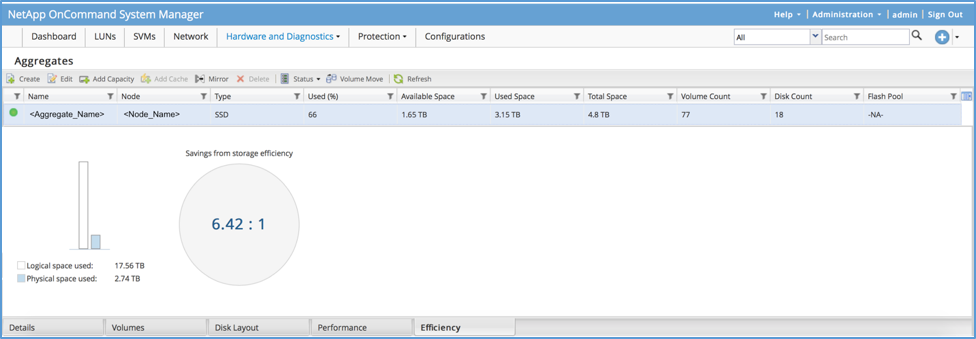 NetApp OnCommand System Manager Help Administration admin Sign Out
Dashboard LUNs SVMs Network Hardware and Diagnostics Protection Configurations All Search
Aggregates
Create Edit Add Capacity Add Cache Mirror Delete Status Volume Move Refresh
Name Node Type Used (%) Available Space Used Space Total Space Volume Count Disk Count Flash Pool
<Aggregate_Name> <Node_Name> SSD 66 1.65 TB 3.15 TB 4.8 TB 77 18 -NA-
Savings from storage efficiency
6.42 : 1
Logical space used: 17.56 TB
Physical space used: 2.74 TB
Details Volumes Disk Layout Performance Efficiency